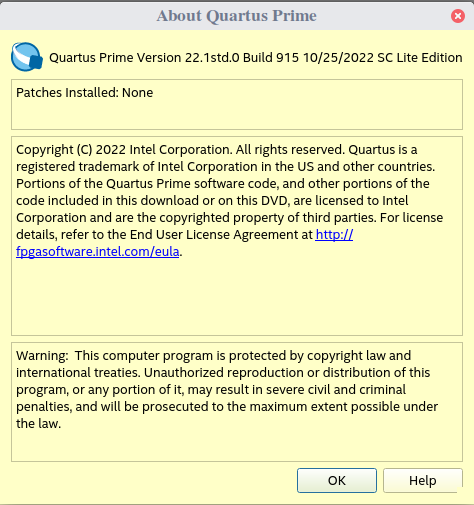 About Quartus Prime
Quartus Prime Version 22.1std.0 Build 915 10/25/2022 SC Lite Edition
Patches Installed: None
Copyright (C) 2022 Intel Corporation. All rights reserved. Quartus is a
registered trademark of Intel Corporation in the US and other countries.
Portions of the Quartus Prime software code, and other portions of the
code included in this download or on this DVD, are licensed to Intel
Corporation and are the copyrighted property of third parties. For license
details, refer to the End User License Agreement at http://
fpgasoftware.intel.com/eula.
Warning:  This computer program is protected by copyright law and
international treaties. Unauthorized reproduction or distribution of this
program, or any portion of it, may result in severe civil and criminal
penalties, and will be prosecuted to the maximum extent possible under
the law.
OK
Help